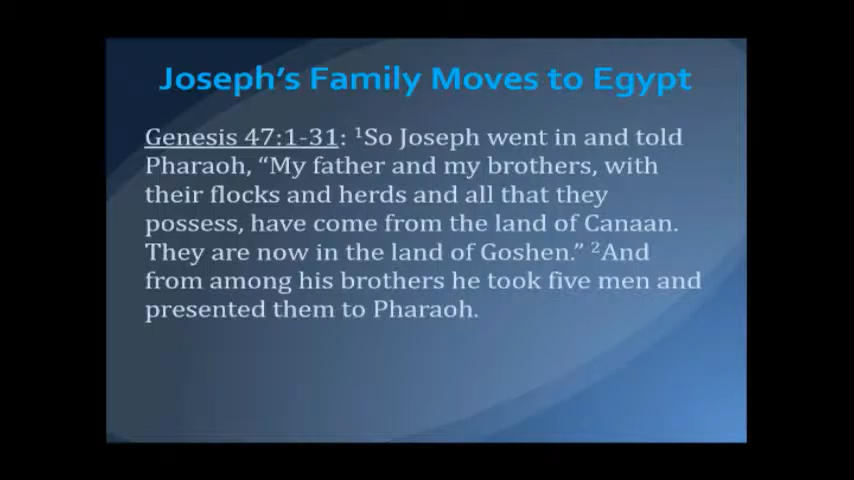 Joseph's Family Moves to Egypt
Genesis 47:1-31: ¹So Joseph went in and told
Pharaoh, “My father and my brothers, with
their flocks and herds and all that they
possess, have come from the land of Canaan.
They are now in the land of Goshen.” ²And
from among his brothers he took five men and
presented them to Pharaoh.